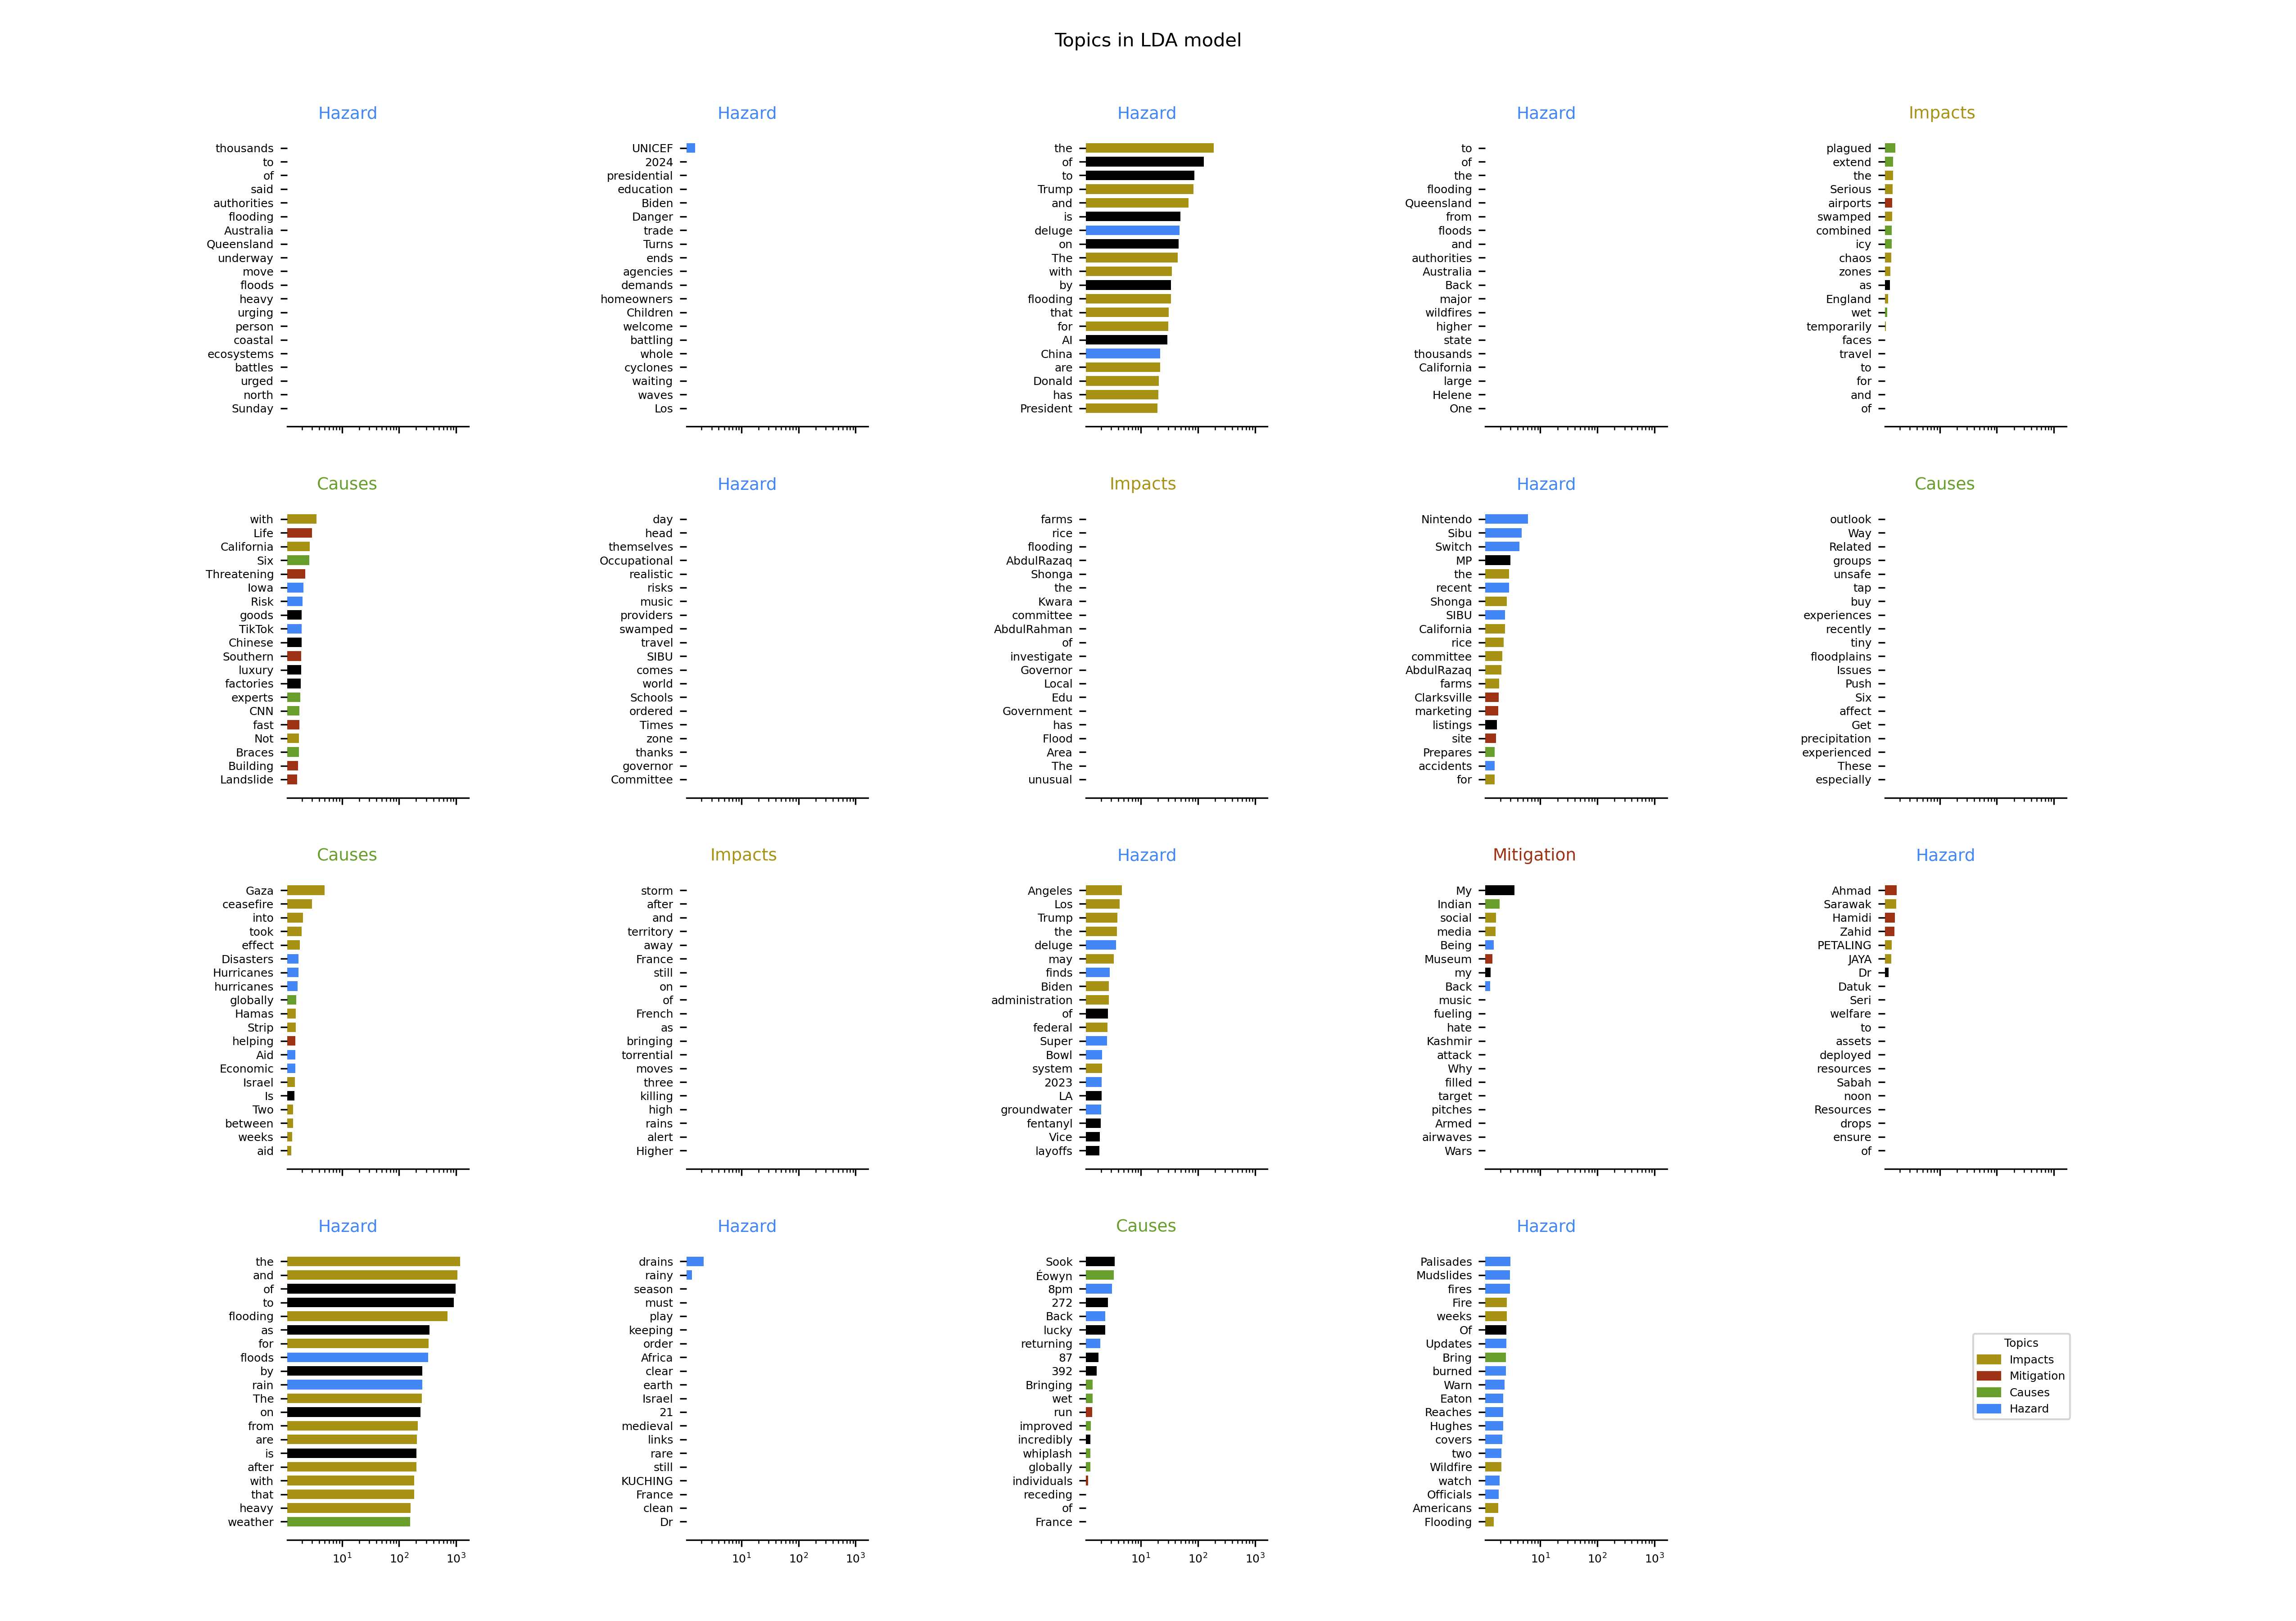 Topics in LDA model
Hazard
thousands
to
of
said
authorities
flooding
Australia
Queensland
underway
move
floods
heavy
urging
person
coastal
ecosystems
battles
urged
north
Sunday
Hazard
UNICEF
2024
presidential
education
Biden
Danger
trade
Turns
ends
agencies
demands
homeowners
Children
welcome
battling
whole
cyclones
waiting
waves
Los
Hazard
the
of
to
Trump
and
is
deluge
on
The
with
by
flooding
that
for
AI
China
are
Donald
has
President
Hazard
to
of
the
flooding
Queensland
from
floods
and
authorities
Australia
Back
major
wildfires
higher
state
thousands
California
large
Helene
One
Impacts
plagued
extend
the
Serious
airports
swamped
combined
icy
chaos
zones
as
England
wet
temporarily
faces
travel
to
for
and
of
Causes
with
Life
California
Six
Threatening
Iowa
Risk
goods
TikTok
Chinese
Southern
luxury
factories
experts
CNN
fast
Not
Braces
Building
Landslide
Hazard
day
head
themselves
Occupational
realistic
risks
music
providers
swamped
travel
SIBU
comes
world
Schools
ordered
Times
zone
thanks
governor
Committee
Impacts
farms
rice
flooding
AbdulRazaq
Shonga
the
Kwara
committee
AbdulRahman
of
investigate
Governor
Local
Edu
Government
has
Flood
Area
The
unusual
Hazard
Nintendo
Sibu
Switch
MP
the
recent
Shonga
SIBU
California
rice
committee
AbdulRazaq
farms
Clarksville
marketing
listings
site
Prepares
accidents
for
Causes
outlook
Way
Related
groups
unsafe
tap
buy
experiences
recently
tiny
floodplains
Issues
Push
Six
affect
Get
precipitation
experienced
These
especially
Causes
Gaza
ceasefire
into
took
effect
Disasters
Hurricanes
hurricanes
globally
Hamas
Strip
helping
Aid
Economic
Israel
Is
Two
between
weeks
aid
Impacts
storm
after
and
territory
away
France
still
on
of
French
as
bringing
torrential
moves
three
killing
high
rains
alert
Higher
Hazard
Angeles
Los
Trump
the
deluge
may
finds
Biden
administration
of
federal
Super
Bowl
system
2023
LA
groundwater
fentanyl
Vice
layoffs
Mitigation
My
Indian
social
media
Being
Museum
my
Back
music
fueling
hate
Kashmir
attack
Why
filled
target
pitches
Armed
airwaves
Wars
Hazard
Ahmad
Sarawak
Hamidi
Zahid
PETALING
JAYA
Dr
Datuk
Seri
welfare
to
assets
deployed
resources
Sabah
noon
Resources
drops
ensure
of
Hazard
the
and
of
to
flooding
as
for
floods
by
rain
The
on
from
are
is
after
with
that
heavy
weather
10¹ 10² 10³
Hazard
drains
rainy
season
must
play
keeping
order
Africa
clear
earth
Israel
21
medieval
links
rare
still
KUCHING
France
clean
Dr
10¹ 10² 10³
Causes
Sook
Éowyn
8pm
272
Back
lucky
returning
87
392
Bringing
wet
run
improved
incredibly
whiplash
globally
individuals
receding
of
France
10¹ 10² 10³
Hazard
Palisades
Mudslides
fires
Fire
weeks
Of
Updates
Bring
burned
Warn
Eaton
Reaches
Hughes
covers
two
Wildfire
watch
Officials
Americans
Flooding
10¹ 10² 10³
Topics
Impacts
Mitigation
Causes
Hazard